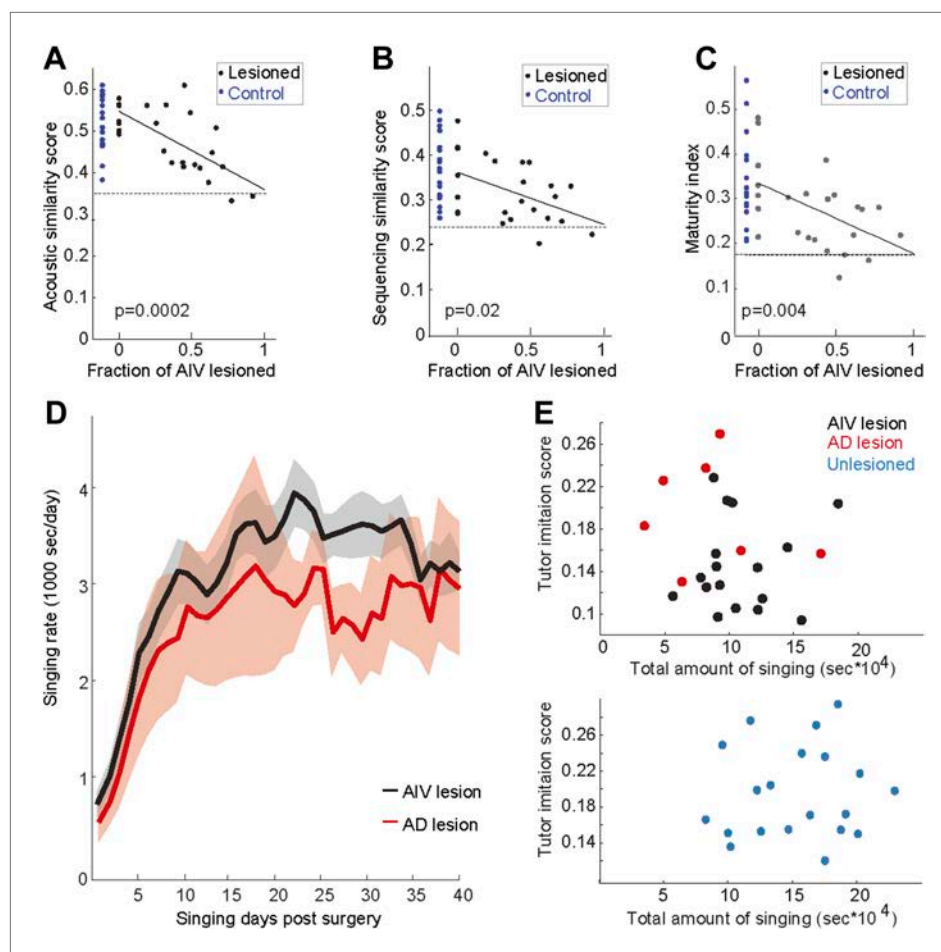 A
Lesioned
Control
Acoustic similarity score
0.6
0.5
0.4
0.3
0.2
0.1
0
p=0.0002
0
0.5
1
Fraction of AIV lesioned
B
Lesioned
Control
Sequencing similarity score
0.5
0.4
0.3
0.2
0.1
0
p=0.02
0
0.5
1
Fraction of AIV lesioned
C
Lesioned
Control
Maturity index
0.5
0.4
0.3
0.2
0.1
0
p=0.004
0
0.5
1
Fraction of AIV lesioned
D
Singing rate (1000 sec/day)
4
4
3
2
1
0
AIV lesion
AD lesion
5
10
15
20
25
30
35
40
Singing days post surgery
E
AIV lesion
AD lesion
Unlesioned
Tutor imitaion score
0.26
0.22
0.18
0.14
0.1
0
10
15
20
Total amount of singing (sec*10⁴)
Tutor imitaion score
0.26
0.22
0.18
0.14
0
10
20
Total amount of singing (sec*10⁴)